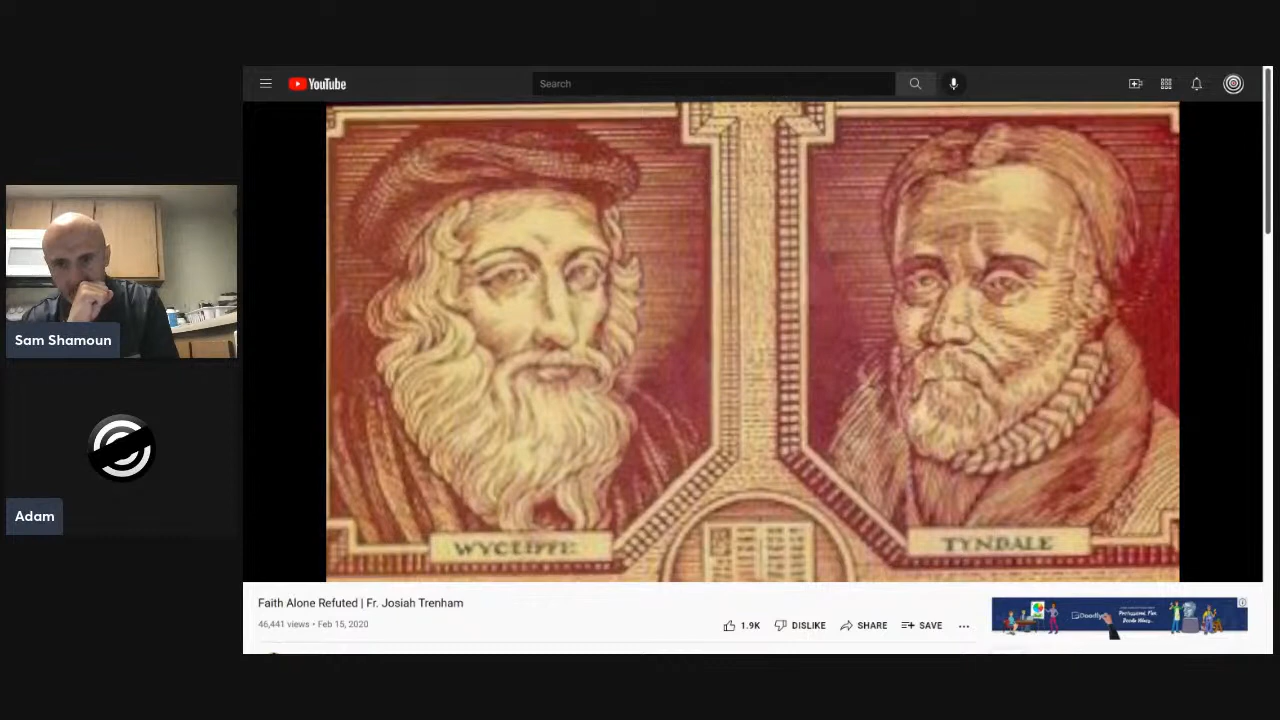 YouTube
Search
Sam Shamoun
Adam
WYCLIFFE
TYNDALE
Faith Alone Refuted | Fr. Josiah Trenham
46,441 views • Feb 15, 2020
1.9K DISLIKE SHARE SAVE
Doodly